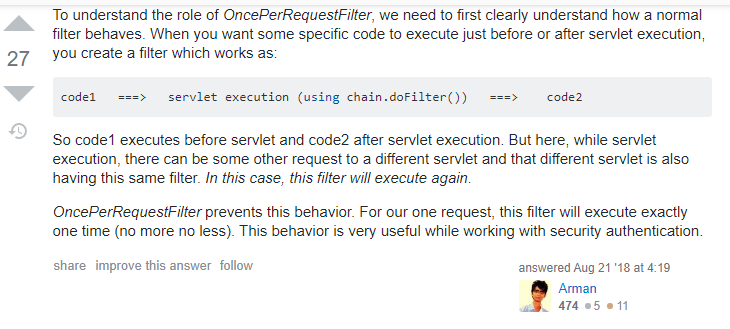 To understand the role of OncePerRequestFilter, we need to first clearly understand how a normal
filter behaves. When you want some specific code to execute just before or after servlet execution,
you create a filter which works as:
27
code1 ===> servlet execution (using chain.doFilter()) ===> code2
So code1 executes before servlet and code2 after servlet execution. But here, while servlet
execution, there can be some other request to a different servlet and that different servlet is also
having this same filter. In this case, this filter will execute again.
OncePerRequestFilter prevents this behavior. For our one request, this filter will execute exactly
one time (no more no less). This behavior is very useful while working with security authentication.
share improve this answer follow
answered Aug 21 '18 at 4:19
Arman
474 5 11